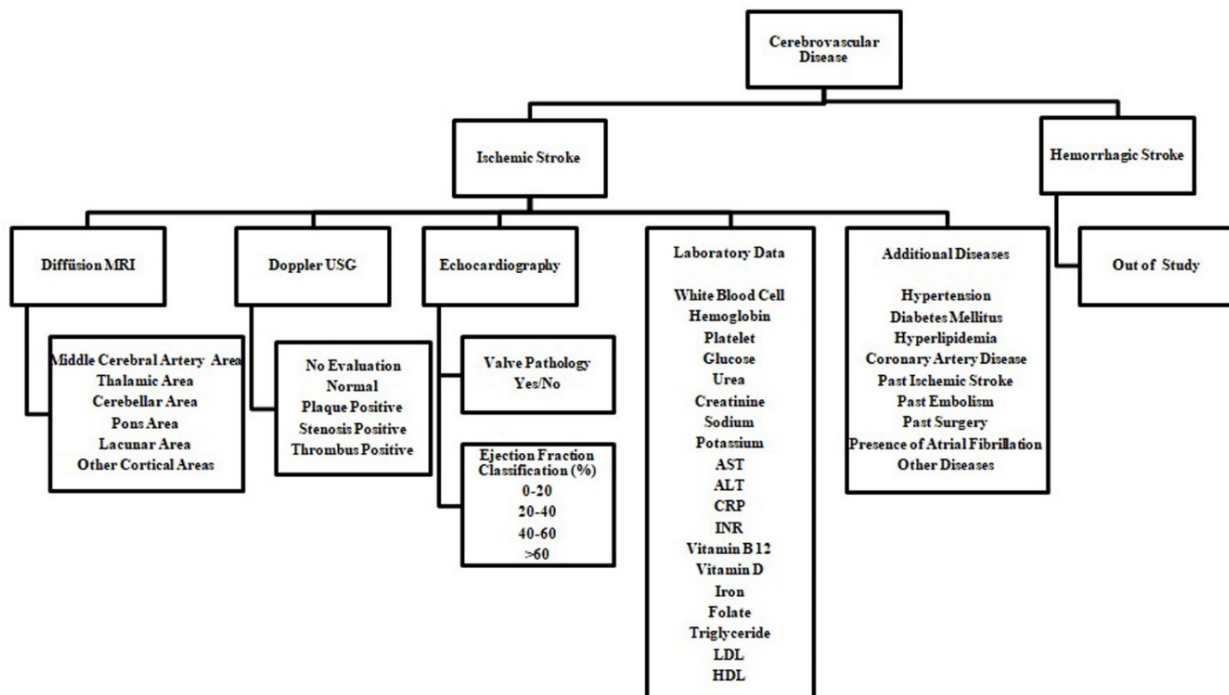 Cerebrovascular
Disease
Ischemic Stroke
Hemorrhagic Stroke
Diffüsion MRI
Doppler USG
Echocardiography
Laboratory Data
White Blood Cell
Hemoglobin
Platelet
Glucose
Urea
Creatinine
Sodium
Potassium
AST
ALT
CRP
INR
Vitamin B 12
Vitamin D
Iron
Folate
Triglyceride
LDL
HDL
Additional Diseases
Hypertension
Diabetes Mellitus
Hyperlipidemia
Coronary Artery Disease
Past Ischemic Stroke
Past Embolism
Past Surgery
Presence of Atrial Fibrillation
Other Diseases
Out of Study
Middle Cerebral Artery Area
Thalamic Area
Cerebellar Area
Pons Area
Lacunar Area
Other Cortical Areas
No Evaluation
Normal
Plaque Positive
Stenosis Positive
Thrombus Positive
Valve Pathology
Yes/No
Ejection Fraction
Classification (%)
0-20
20-40
40-60
>60